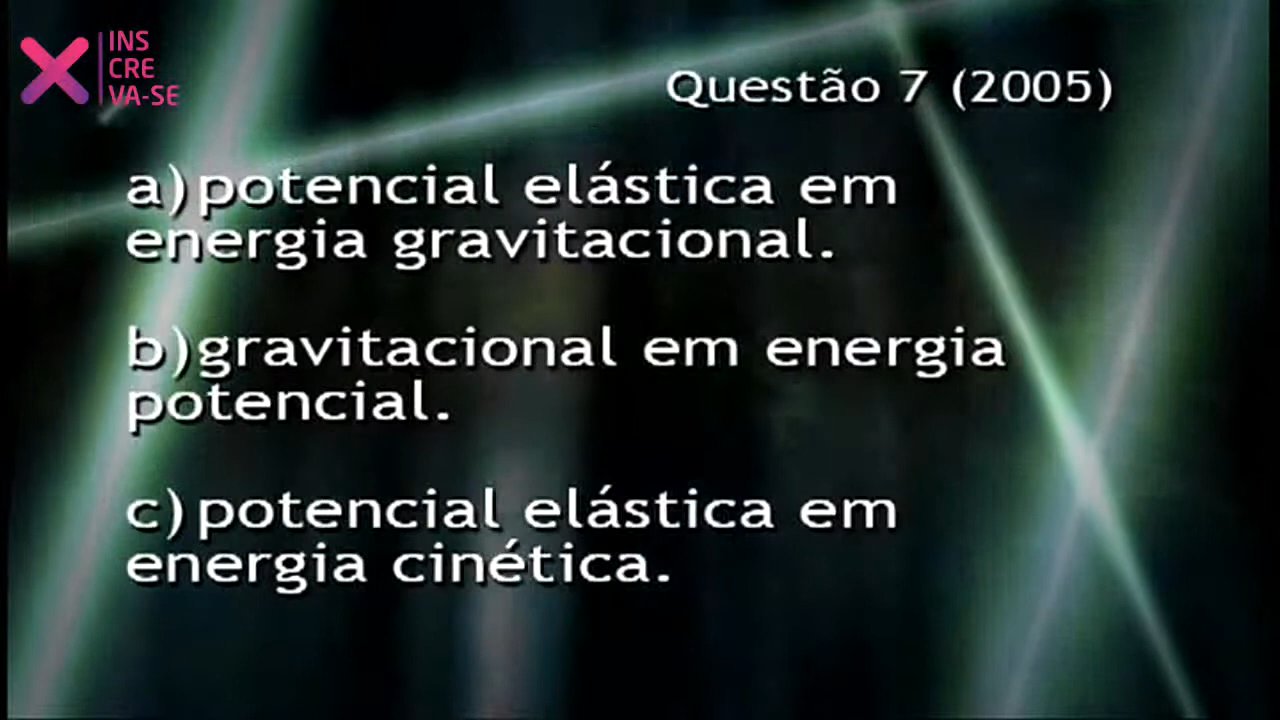 INS
CRE
VA-SE
Questão 7 (2005)
a)potencial elástica em
energia gravitacional.
b)gravitacional em energia
potencial.
c)potencial elástica em
energia cinética.